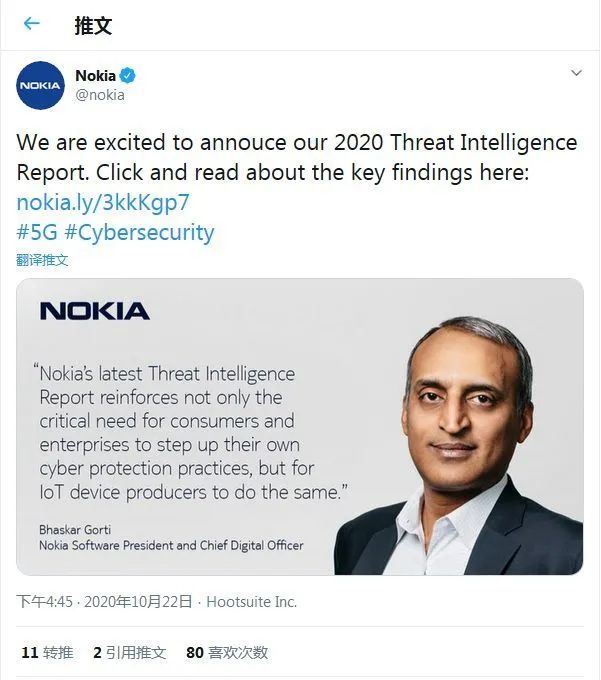 推文
NOKIA
Nokia
@nokia
We are excited to annouce our 2020 Threat Intelligence
Report. Click and read about the key findings here:
nokia.ly/3kkKgp7
#5G #Cybersecurity
翻译推文
NOKIA
“Nokia's latest Threat Intelligence
Report reinforces not only the
critical need for consumers and
enterprises to step up their own
cyber protection practices, but for
IoT device producers to do the same.”
Bhaskar Gorti
Nokia Software President and Chief Digital Officer
下午4:45 · 2020年10月22日 · Hootsuite Inc.
11 转推 2 引用推文 80 喜欢次数